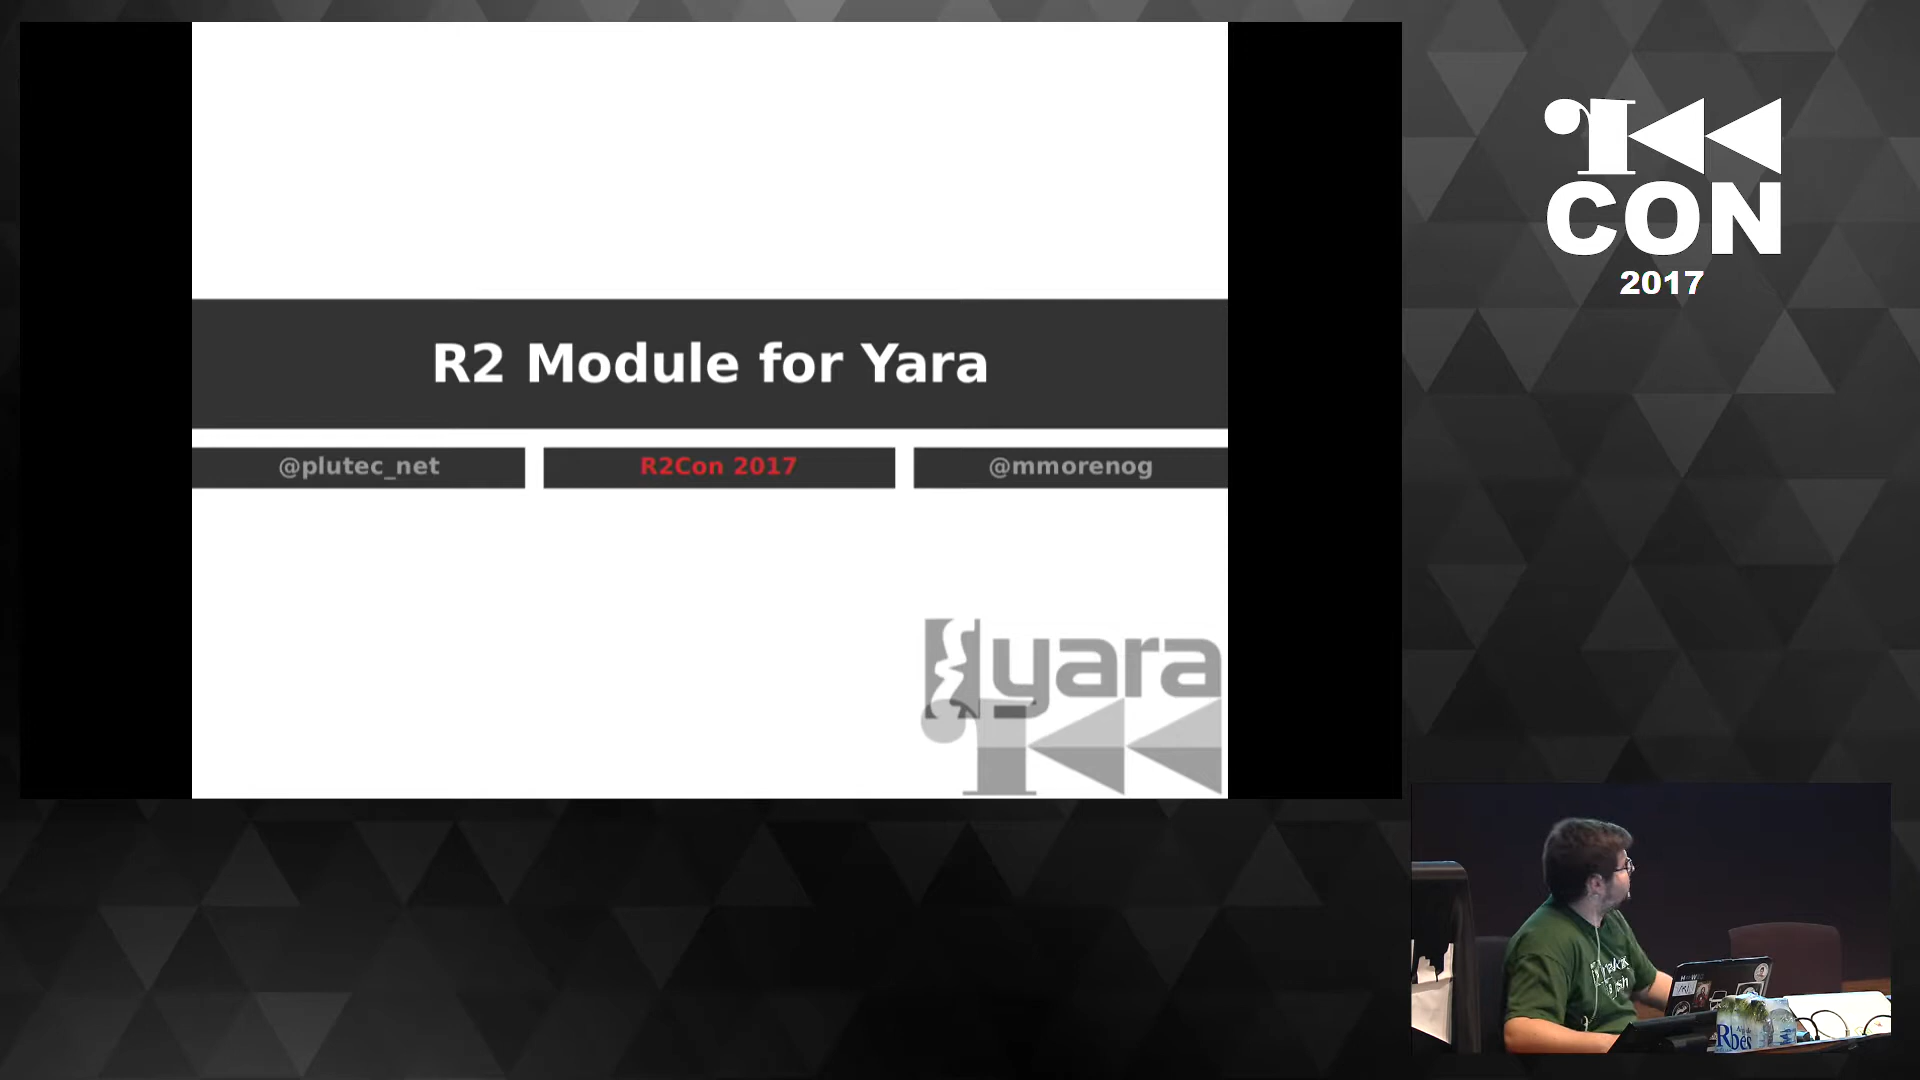 R2 Module for Yara
@plutec_net
R2Con 2017
@mmorenog
yara
CON
2017